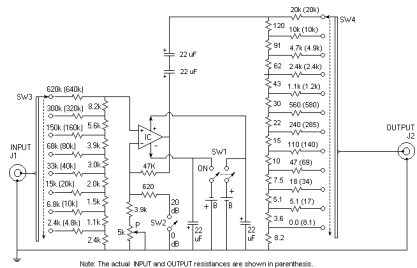 SW3
620k (640k)
300k (320k)
150k (160k)
68k (80k)
33k (40k)
15k (20k)
6.8k (10k)
2.4k (4.8k)
INPUT
J1
8.2k
5.6k
3.9k
3.0k
2.0k
1.5k
1.1k
2.4k
+
22 uF
22 uF
+
+
IC
+
−
47K
620
3.9k
5k
P
20
dB
SW2
0
dB
SW1
ON
+
B
+
B
+
22
uF
+
22
uF
120
91
62
43
30
22
15
10
7.5
5.1
3.6
8.2
SW4
20k (20k)
10k (10k)
4.7k (4.9k)
2.4k (2.4k)
1.1k (1.2k)
560 (580)
240 (285)
110 (140)
47 (69)
18 (34)
5.1 (17)
0.0 (8.1)
OUTPUT
J2
Note: The actual INPUT and OUTPUT resistances are shown in parenthesis.